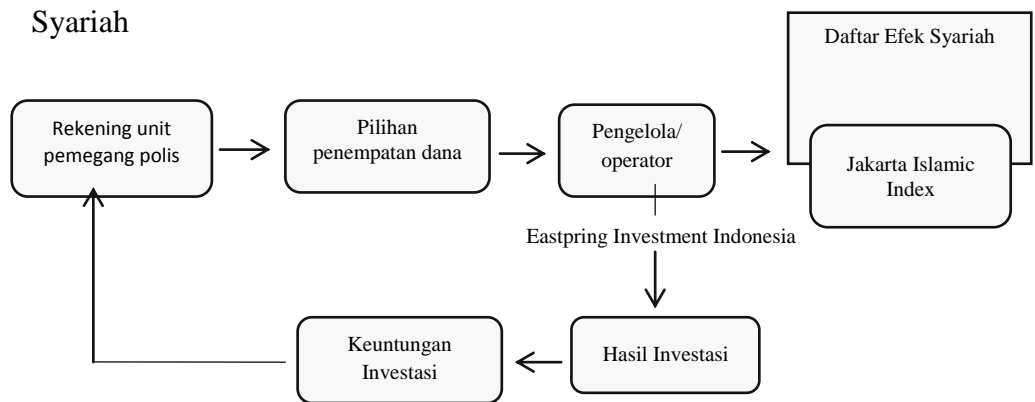 Syariah
Daftar Efek Syariah
Rekening unit
pemegang polis
Pilihan
penempatan dana
Pengelola/
operator
Jakarta Islamic
Index
Eastpring Investment Indonesia
Keuntungan
Investasi
Hasil Investasi